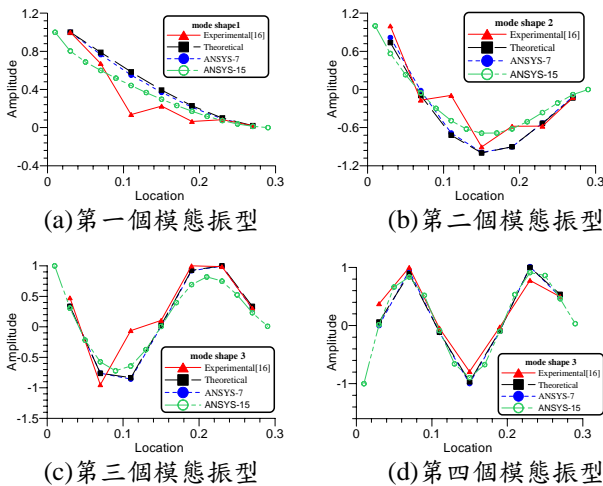 mode shape1
Experimental[16]
Theoretical
ANSYS-7
ANSYS-15
Amplitude
1.2
0.8
0.4
0
-0.4
0 0.1 0.2 0.3
Location
(a)第一個模態振型
mode shape 2
Experimental[16]
Theoretical
ANSYS-7
ANSYS-15
Amplitude
1.2
0.6
0
-0.6
-1.2
0 0.1 0.2 0.3
Location
(b)第二個模態振型
mode shape 3
Experimental[16]
Theoretical
ANSYS-7
ANSYS-15
Amplitude
1
0.5
0
-0.5
-1
-1.5
0 0.1 0.2 0.3
Location
(c)第三個模態振型
mode shape 3
Experimental[16]
Theoretical
ANSYS-7
ANSYS-15
Amplitude
1
0
-1
0 0.1 0.2 0.3
Location
(d)第四個模態振型